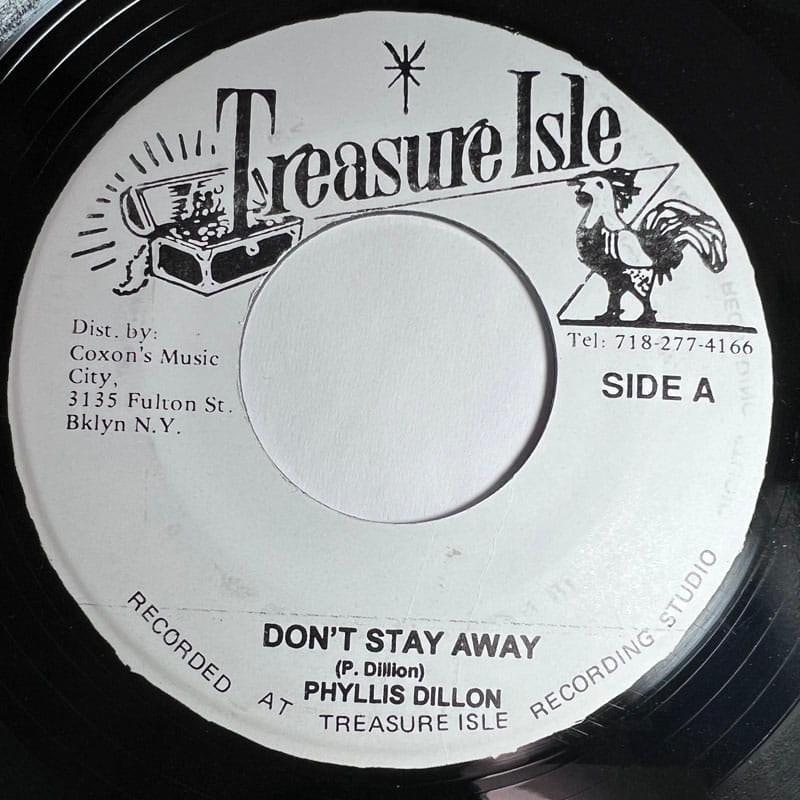 Treasure Isle
Dist. by:
Coxon's Music
City,
3135 Fulton St.
Bklyn N.Y.
Tel: 718-277-4166
SIDE A
DON'T STAY AWAY
(P. Dillion)
PHYLLIS DILLON
RECORDED AT TREASURE ISLE RECORDING STUDIO